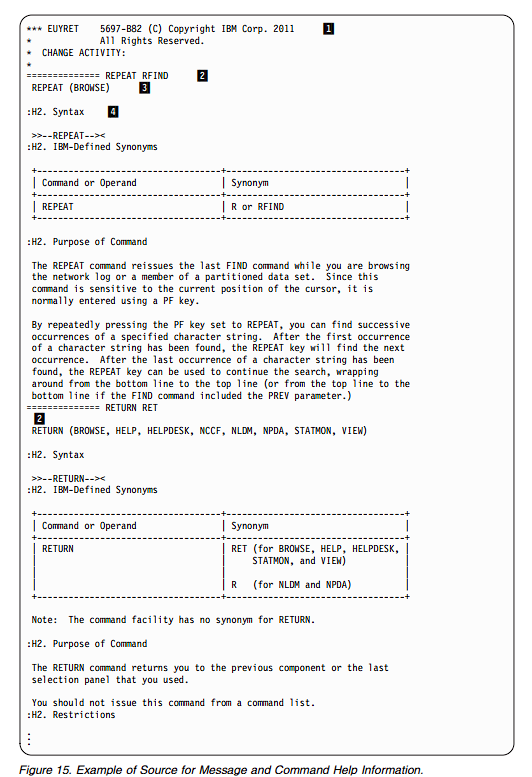 *** EUYRET    5697-B82 (C) Copyright IBM Corp. 2011    1
*             All Rights Reserved.
*  CHANGE ACTIVITY:
*
============== REPEAT RFIND    2
REPEAT (BROWSE)    3
:H2. Syntax    4
>>--REPEAT--><
:H2. IBM-Defined Synonyms
+----------------------------------+---------------------------------+
| Command or Operand | Synonym |
+----------------------------------+---------------------------------+
| REPEAT | R or RFIND |
+----------------------------------+---------------------------------+
:H2. Purpose of Command
The REPEAT command reissues the last FIND command while you are browsing
the network log or a member of a partitioned data set.  Since this
command is sensitive to the current position of the cursor, it is
normally entered using a PF key.
By repeatedly pressing the PF key set to REPEAT, you can find successive
occurrences of a specified character string.  After the first occurrence
of a character string has been found, the REPEAT key will find the next
occurrence.  After the last occurrence of a character string has been
found, the REPEAT key can be used to continue the search, wrapping
around from the bottom line to the top line (or from the top line to the
bottom line if the FIND command included the PREV parameter.)
============== RETURN RET
2
RETURN (BROWSE, HELP, HELPDESK, NCCF, NLDM, NPDA, STATMON, VIEW)
:H2. Syntax
>>--RETURN--><
:H2. IBM-Defined Synonyms
+----------------------------------+---------------------------------+
| Command or Operand | Synonym |
+----------------------------------+---------------------------------+
| RETURN | RET (for BROWSE, HELP, HELPDESK, |
| | STATMON, and VIEW) |
| | |
| | R   (for NLDM and NPDA) |
+----------------------------------+---------------------------------+
Note:  The command facility has no synonym for RETURN.
:H2. Purpose of Command
The RETURN command returns you to the previous component or the last
selection panel that you used.
You should not issue this command from a command list.
:H2. Restrictions
⋮
Figure 15. Example of Source for Message and Command Help Information.